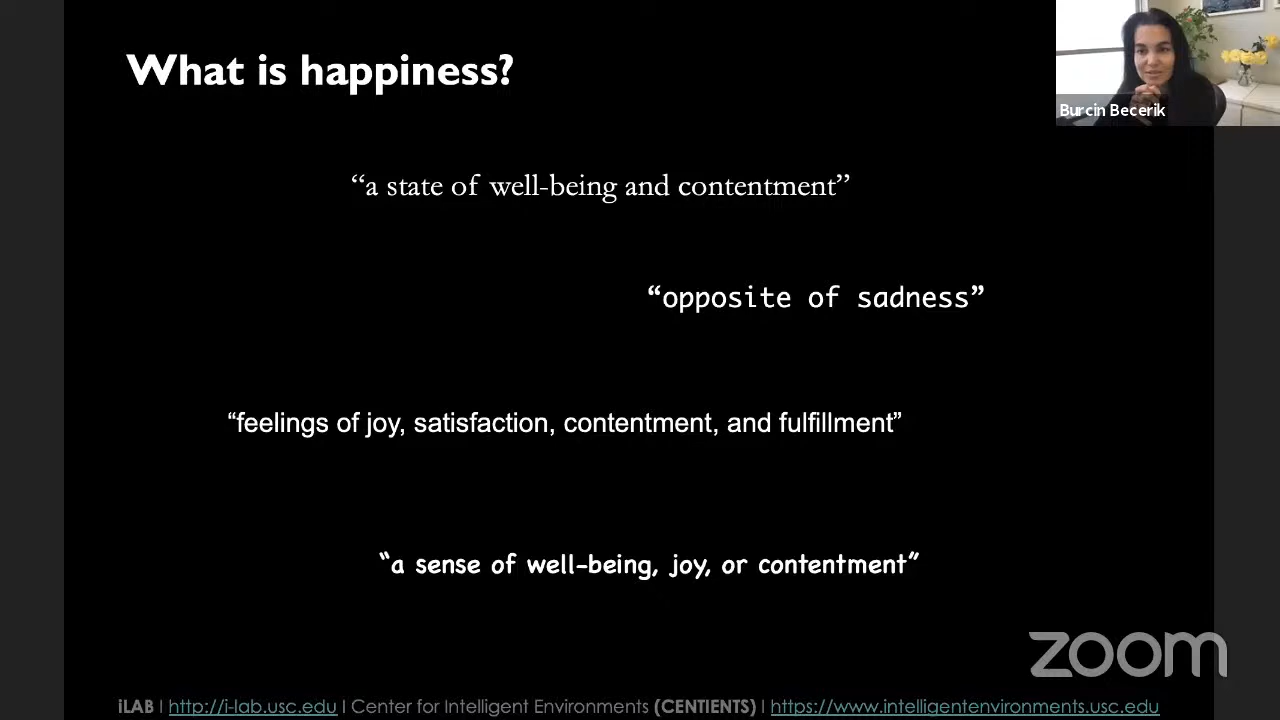 What is happiness?
Burcin Becerik
“a state of well-being and contentment”
“opposite of sadness”
“feelings of joy, satisfaction, contentment, and fulfillment”
“a sense of well-being, joy, or contentment”
zoom
iLAB I http://i-lab.usc.edu I Center for Intelligent Environments (CENTIENTS) I https://www.intelligentenvironments.usc.edu